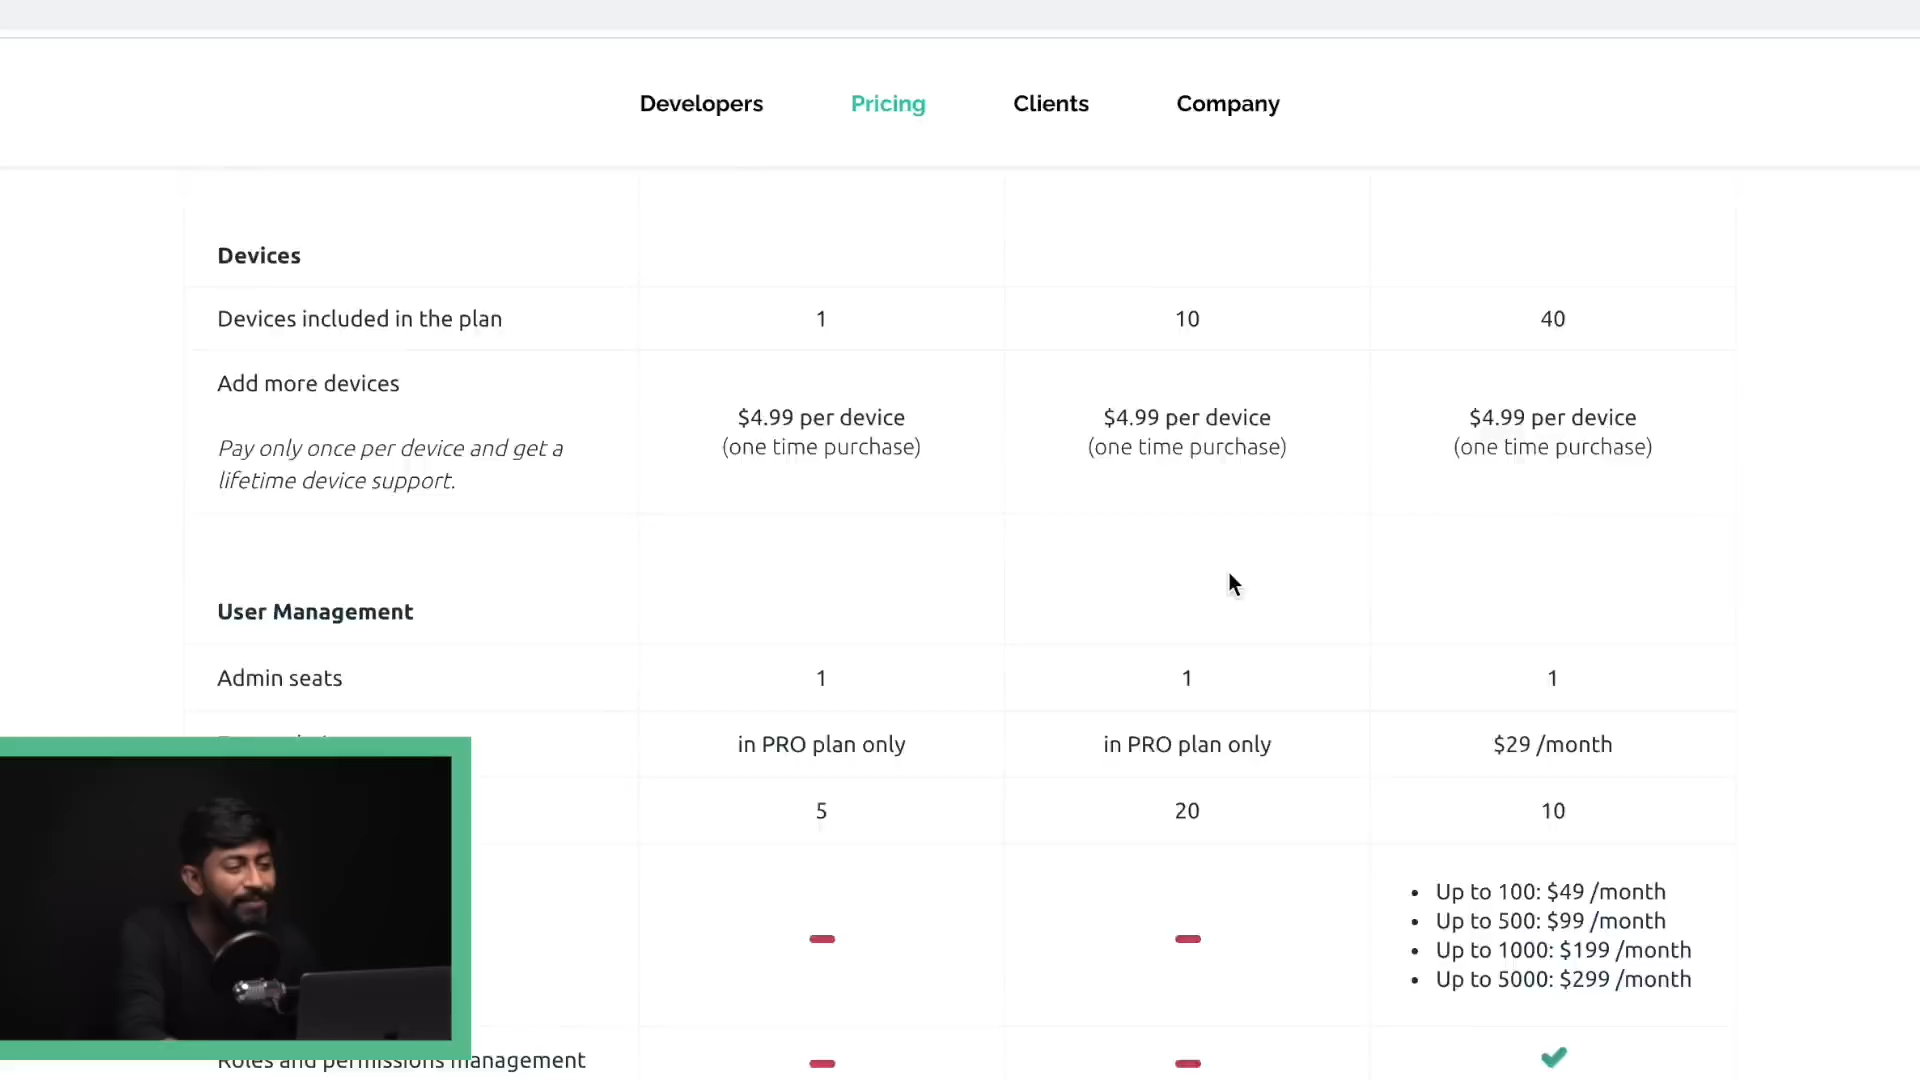 Developers
Pricing
Clients
Company
Devices
Devices included in the plan
1
10
40
Add more devices
Pay only once per device and get a
lifetime device support.
$4.99 per device
(one time purchase)
$4.99 per device
(one time purchase)
$4.99 per device
(one time purchase)
User Management
Admin seats
1
1
1
in PRO plan only
in PRO plan only
$29 /month
5
20
10
• Up to 100: $49 /month
• Up to 500: $99 /month
• Up to 1000: $199 /month
• Up to 5000: $299 /month
Roles and permissions management